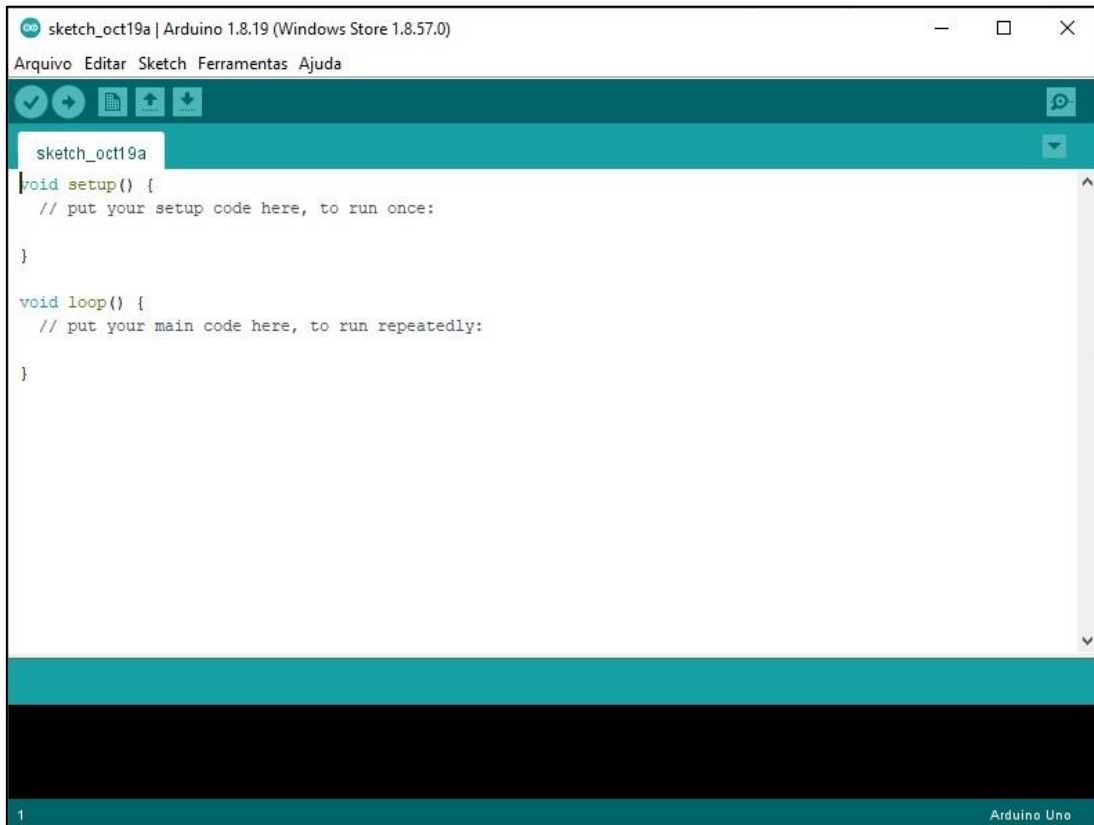 sketch_oct19a | Arduino 1.8.19 (Windows Store 1.8.57.0)
Arquivo Editar Sketch Ferramentas Ajuda
sketch_oct19a
void setup() {
  // put your setup code here, to run once:
}
void loop() {
  // put your main code here, to run repeatedly:
}
1 Arduino Uno